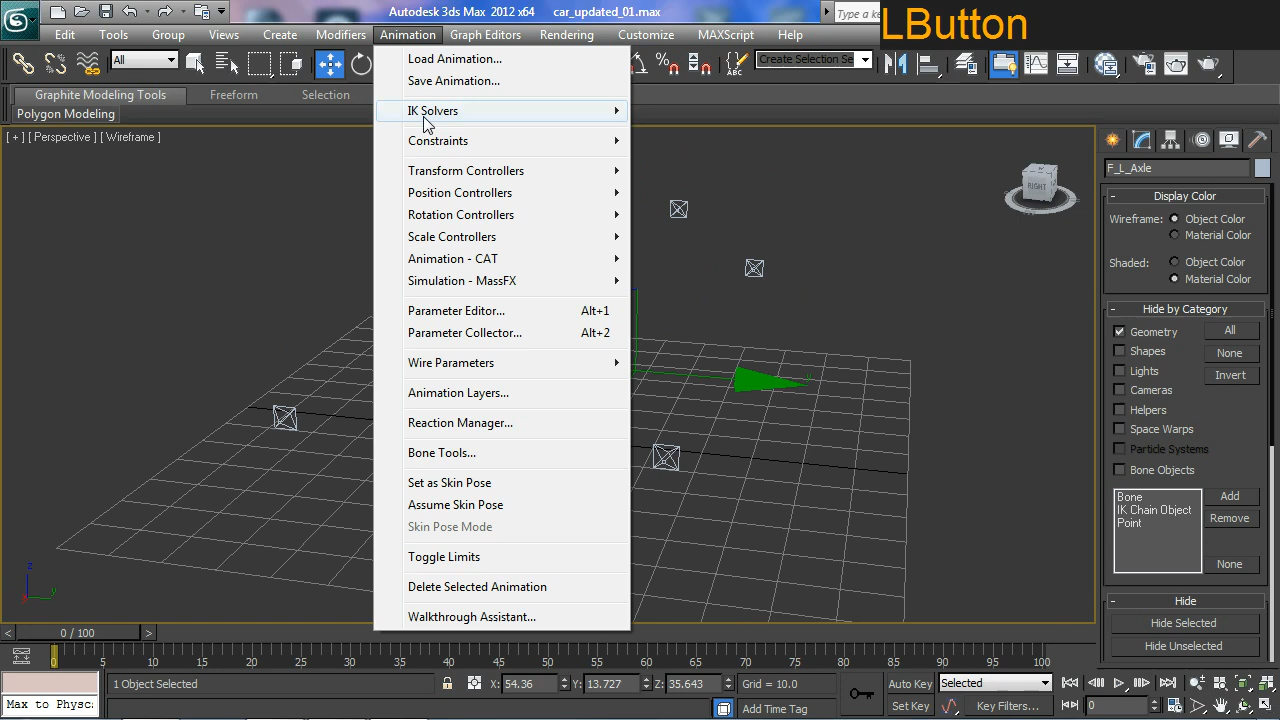 Autodesk 3ds Max 2012 x64 car_updated_01.max
Type a ke
LButton
Edit Tools Group Views Create Modifiers Animation Graph Editors Rendering Customize MAXScript Help
All
Create Selection Se
Graphite Modeling Tools Freeform Selection
Polygon Modeling
[ + ] [ Perspective ] [ Wireframe ]
Load Animation...
Save Animation...
IK Solvers
Constraints
Transform Controllers
Position Controllers
Rotation Controllers
Scale Controllers
Animation - CAT
Simulation - MassFX
Parameter Editor... Alt+1
Parameter Collector... Alt+2
Wire Parameters
Animation Layers...
Reaction Manager...
Bone Tools...
Set as Skin Pose
Assume Skin Pose
Skin Pose Mode
Toggle Limits
Delete Selected Animation
Walkthrough Assistant...
RIGHT
F_L_Axle
- Display Color
Wireframe: Object Color
Material Color
Shaded: Object Color
Material Color
- Hide by Category
Geometry All
Shapes None
Lights Invert
Cameras
Helpers
Space Warps
Particle Systems
Bone Objects
Bone Add
IK Chain Object
Point Remove
None
- Hide
Hide Selected
Hide Unselected
z
y
x
< 0 / 100 >
0 5 10 15 20 25 30 35 40 45 50 55 60 65 70 75 80 85 90 95 100
1 Object Selected X: 54.36 Y: 13.727 Z: 35.643 Grid = 10.0 Auto Key Selected
Max to Physc: Add Time Tag Set Key Key Filters... 0